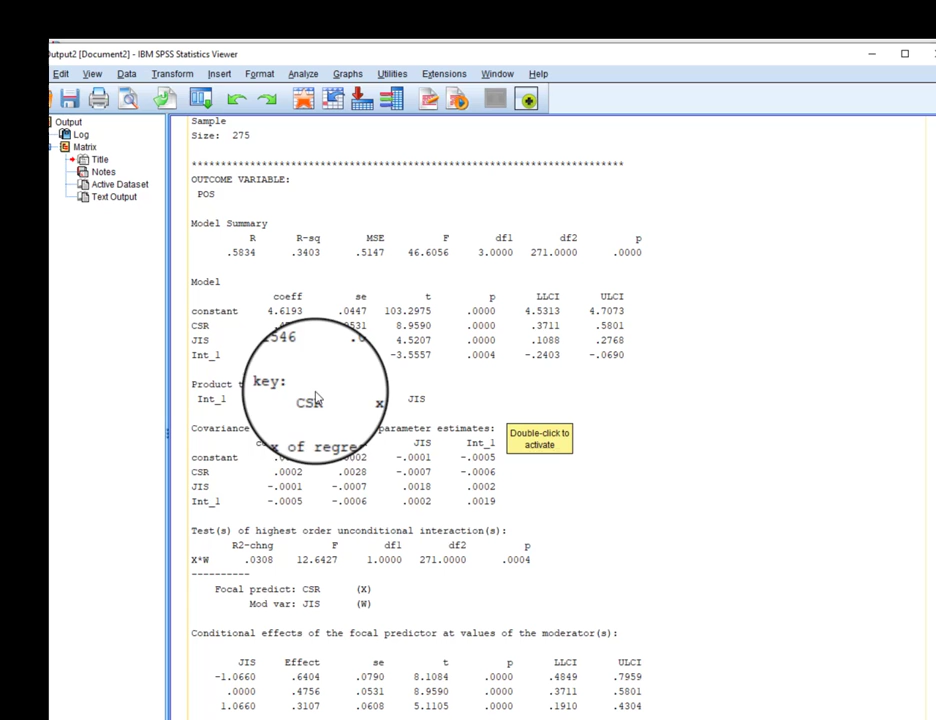 utput2 [Document2] - IBM SPSS Statistics Viewer
Edit View Data Transform Insert Format Analyze Graphs Utilities Extensions Window Help
Output
Log
Matrix
Title
Notes
Active Dataset
Text Output
Sample
Size: 275
**************************************************************************
OUTCOME VARIABLE:
POS
Model Summary
R R-sq MSE F df1 df2 p
.5834 .3403 .5147 46.6056 3.0000 271.0000 .0000
Model
coeff se t p LLCI ULCI
constant 4.6193 .0447 103.2975 .0000 4.5313 4.7073
CSR 531 8.9590 .0000 .3711 .5801
JIS 546 4.5207 .0000 .1088 .2768
Int_1 -3.5557 .0004 -.2403 -.0690
Product key:
Int_1 CSR x JIS
Covariance x of regre parameter estimates:
JIS Int_1
constant 002 -.0001 -.0005
CSR .0002 .0028 -.0007 -.0006
JIS -.0001 -.0007 .0018 .0002
Int_1 -.0005 -.0006 .0002 .0019
Double-click to
activate
Test(s) of highest order unconditional interaction(s):
R2-chng F df1 df2 p
X*W .0308 12.6427 1.0000 271.0000 .0004
----------
Focal predict: CSR (X)
Mod var: JIS (W)
Conditional effects of the focal predictor at values of the moderator(s):
JIS Effect se t p LLCI ULCI
-1.0660 .6404 .0790 8.1084 .0000 .4849 .7959
.0000 .4756 .0531 8.9590 .0000 .3711 .5801
1.0660 .3107 .0608 5.1105 .0000 .1910 .4304